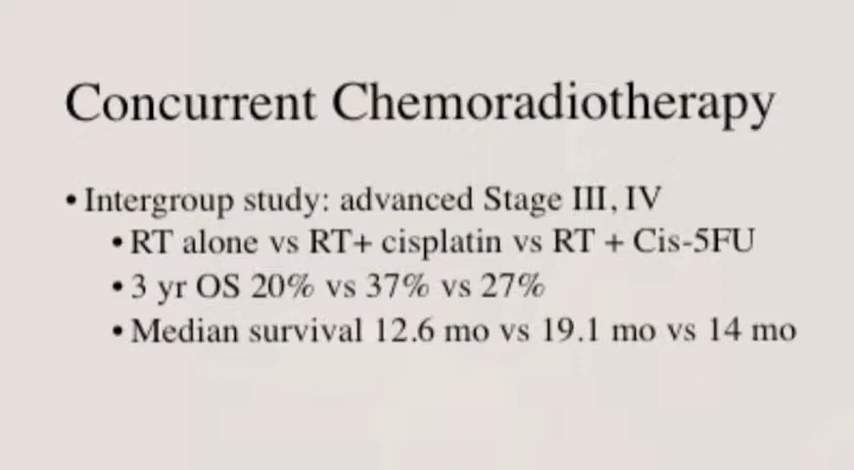 Concurrent Chemoradiotherapy
• Intergroup study: advanced Stage III, IV
• RT alone vs RT+ cisplatin vs RT + Cis-5FU
• 3 yr OS 20% vs 37% vs 27%
• Median survival 12.6 mo vs 19.1 mo vs 14 mo